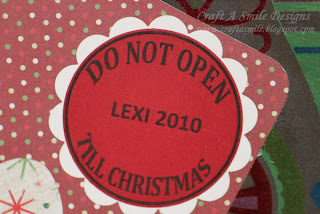 Craft A Smile Designs
DO NOT OPEN
LEXI 2010
TILL CHRISTMAS